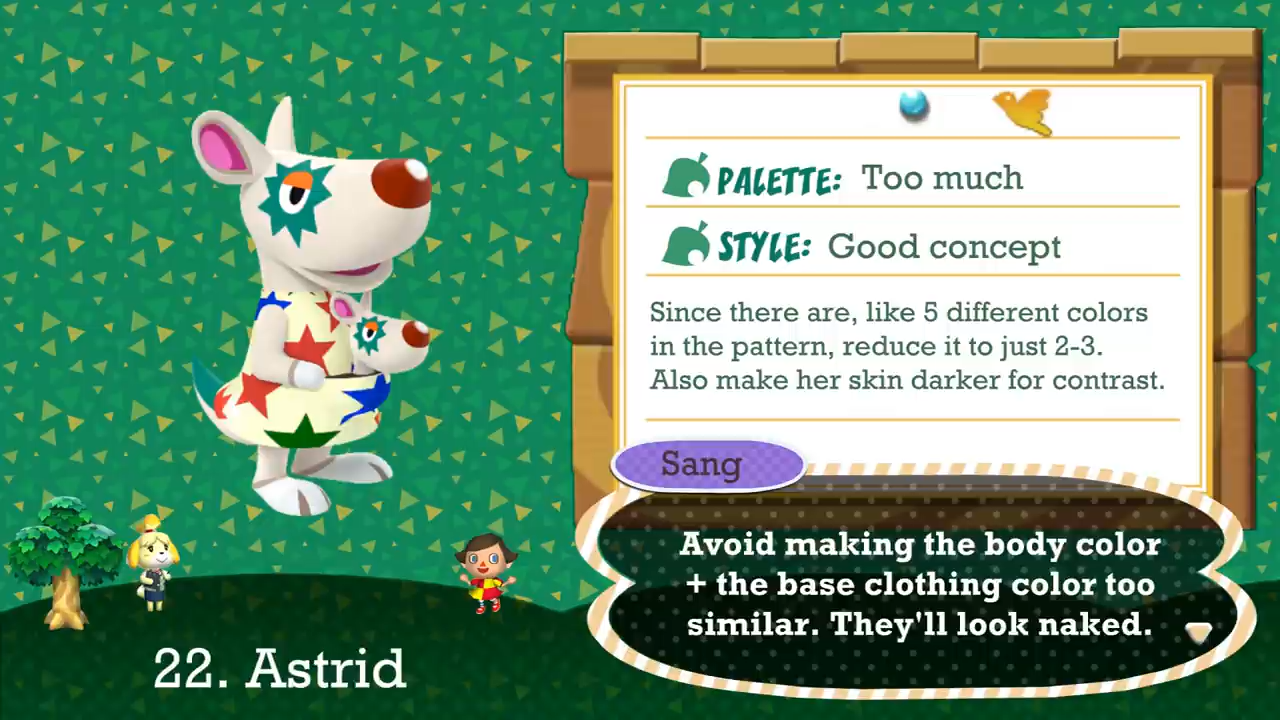 PALETTE: Too much
STYLE: Good concept
Since there are, like 5 different colors
in the pattern, reduce it to just 2-3.
Also make her skin darker for contrast.
Sang
Avoid making the body color
+ the base clothing color too
similar. They'll look naked.
22. Astrid